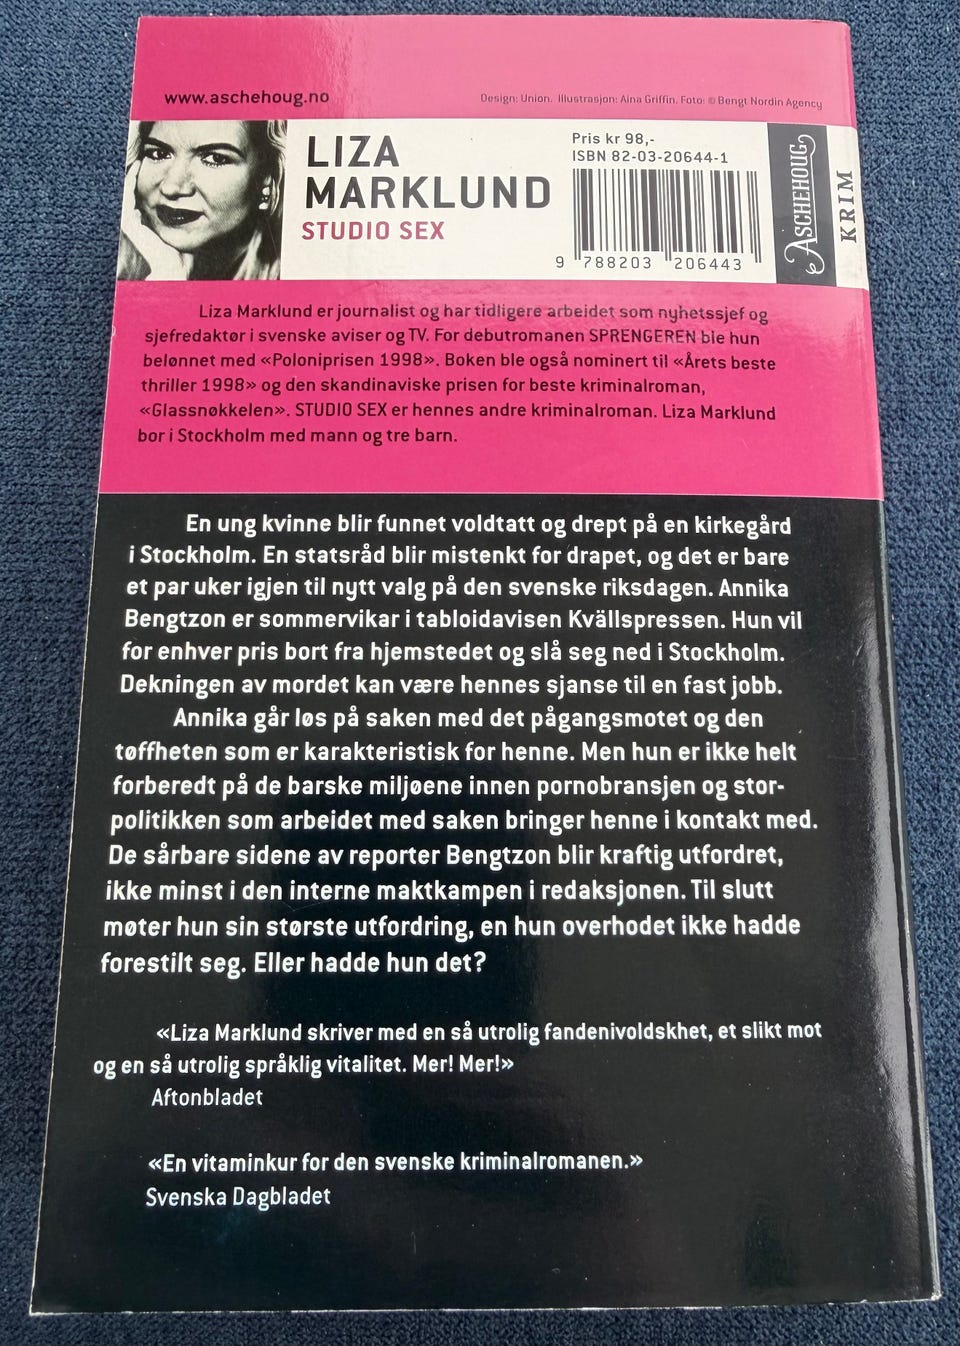 www.aschehoug.no
Design: Union. Illustrasjon: Aina Griffin. Foto: © Bengt Nordin Agency
LIZA
MARKLUND
STUDIO SEX
Pris kr 98,-
ISBN 82-03-20644-1
9 788203 206443
ASCHEHOUG
KRIM
Liza Marklund er journalist og har tidligere arbeidet som nyhetssjef og
sjefredaktør i svenske aviser og TV. For debutromanen SPRENGEREN ble hun
belønnet med «Poloniprisen 1998». Boken ble også nominert til «Årets beste
thriller 1998» og den skandinaviske prisen for beste kriminalroman,
«Glassnøkkelen». STUDIO SEX er hennes andre kriminalroman. Liza Marklund
bor i Stockholm med mann og tre barn.
En ung kvinne blir funnet voldtatt og drept på en kirkegård
i Stockholm. En statsråd blir mistenkt for drapet, og det er bare
et par uker igjen til nytt valg på den svenske riksdagen. Annika
Bengtzon er sommervikar i tabloidavisen Kvällspressen. Hun vil
for enhver pris bort fra hjemstedet og slå seg ned i Stockholm.
Dekningen av mordet kan være hennes sjanse til en fast jobb.
Annika går løs på saken med det pågangsmotet og den
tøffheten som er karakteristisk for henne. Men hun er ikke helt
forberedt på de barske miljøene innen pornobransjen og stor-
politikken som arbeidet med saken bringer henne i kontakt med.
De sårbare sidene av reporter Bengtzon blir kraftig utfordret,
ikke minst i den interne maktkampen i redaksjonen. Til slutt
møter hun sin største utfordring, en hun overhodet ikke hadde
forestilt seg. Eller hadde hun det?
«Liza Marklund skriver med en så utrolig fandenivoldskhet, et slikt mot
og en så utrolig språklig vitalitet. Mer! Mer!»
Aftonbladet
«En vitaminkur for den svenske kriminalromanen.»
Svenska Dagbladet